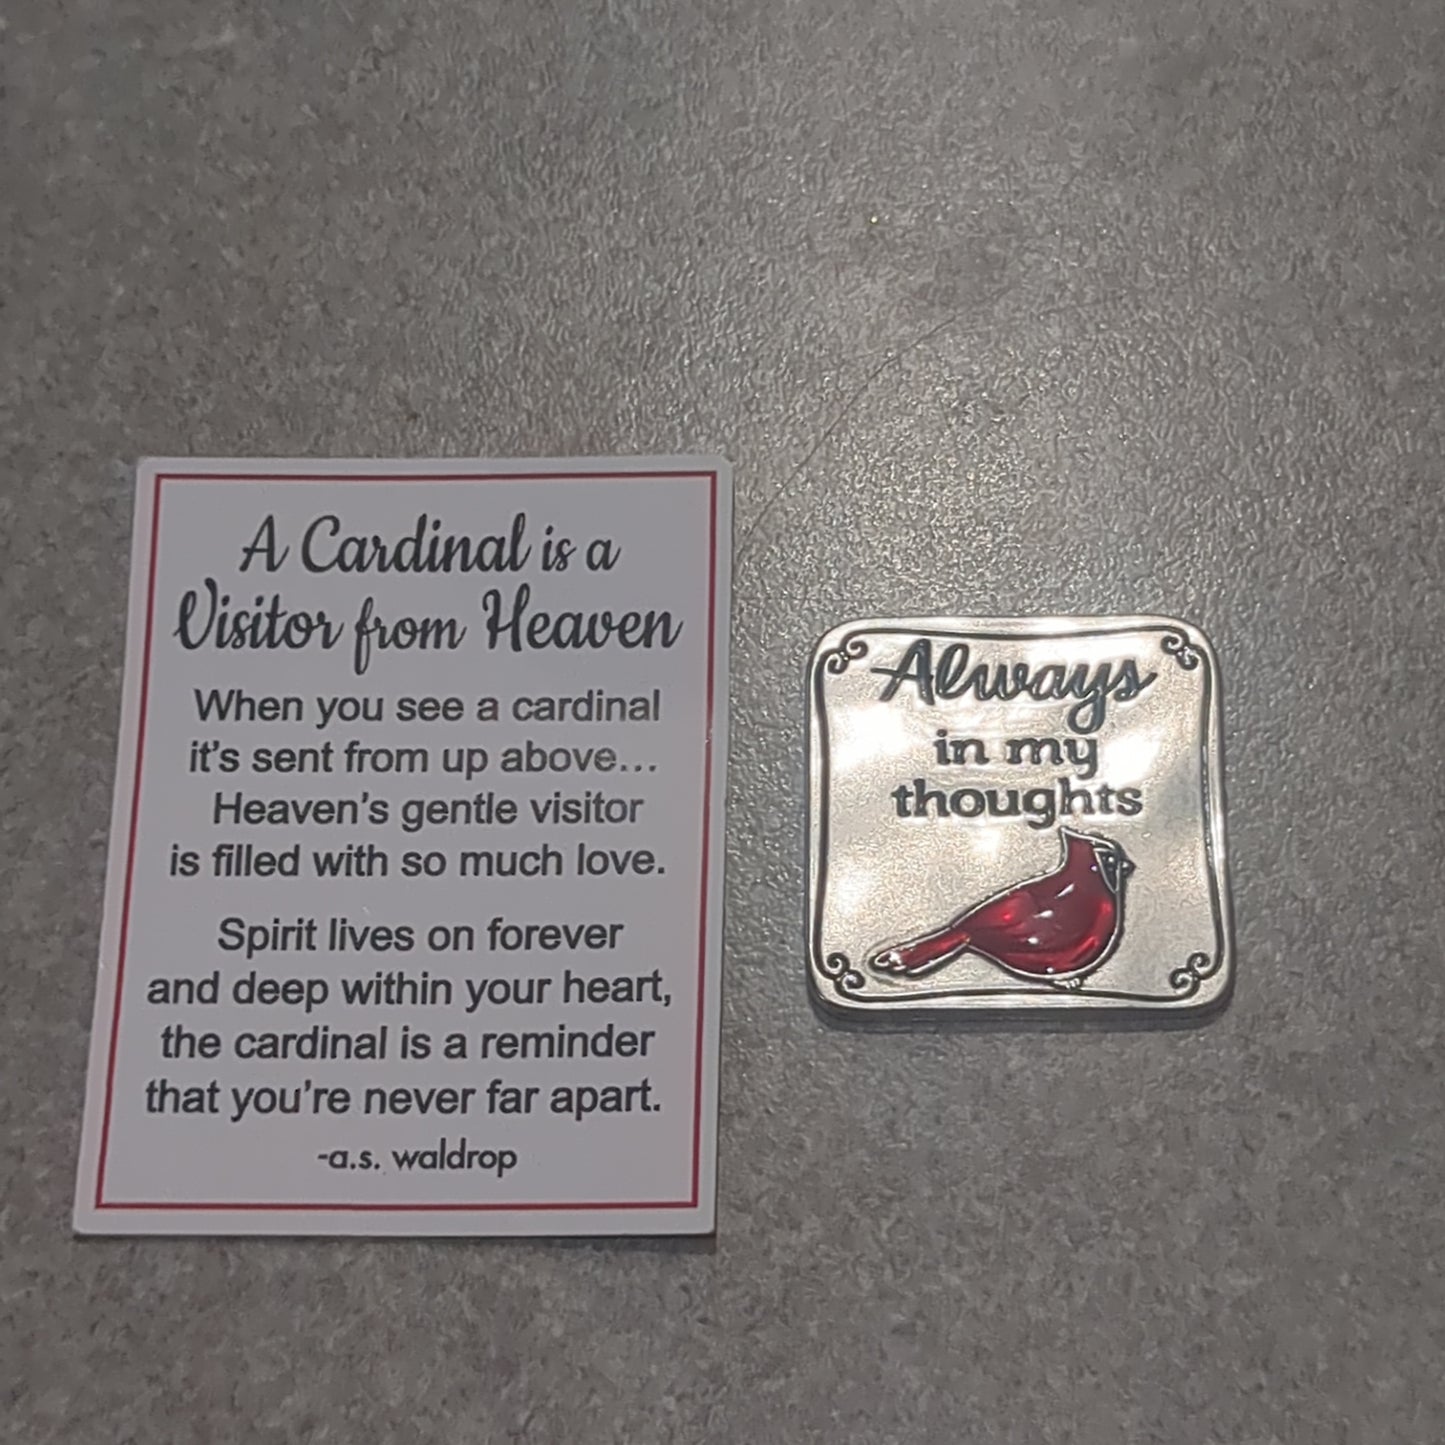 A Cardinal is a
Visitor from Heaven
When you see a cardinal
it's sent from up above...
Heaven's gentle visitor
is filled with so much love.
Spirit lives on forever
and deep within your heart,
the cardinal is a reminder
that you're never far apart.
-a.s. waldrop
Always
in my
thoughts